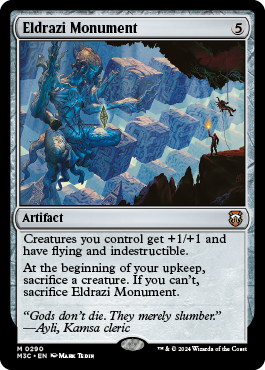 Eldrazi Monument 5
Artifact
Creatures you control get +1/+1 and
have flying and indestructible.
At the beginning of your upkeep,
sacrifice a creature. If you can't,
sacrifice Eldrazi Monument.
“Gods don't die. They merely slumber.”
—Ayli, Kamsa cleric
M 0290
M3C • EN Mark Tedin
™ & © 2024 Wizards of the Coast